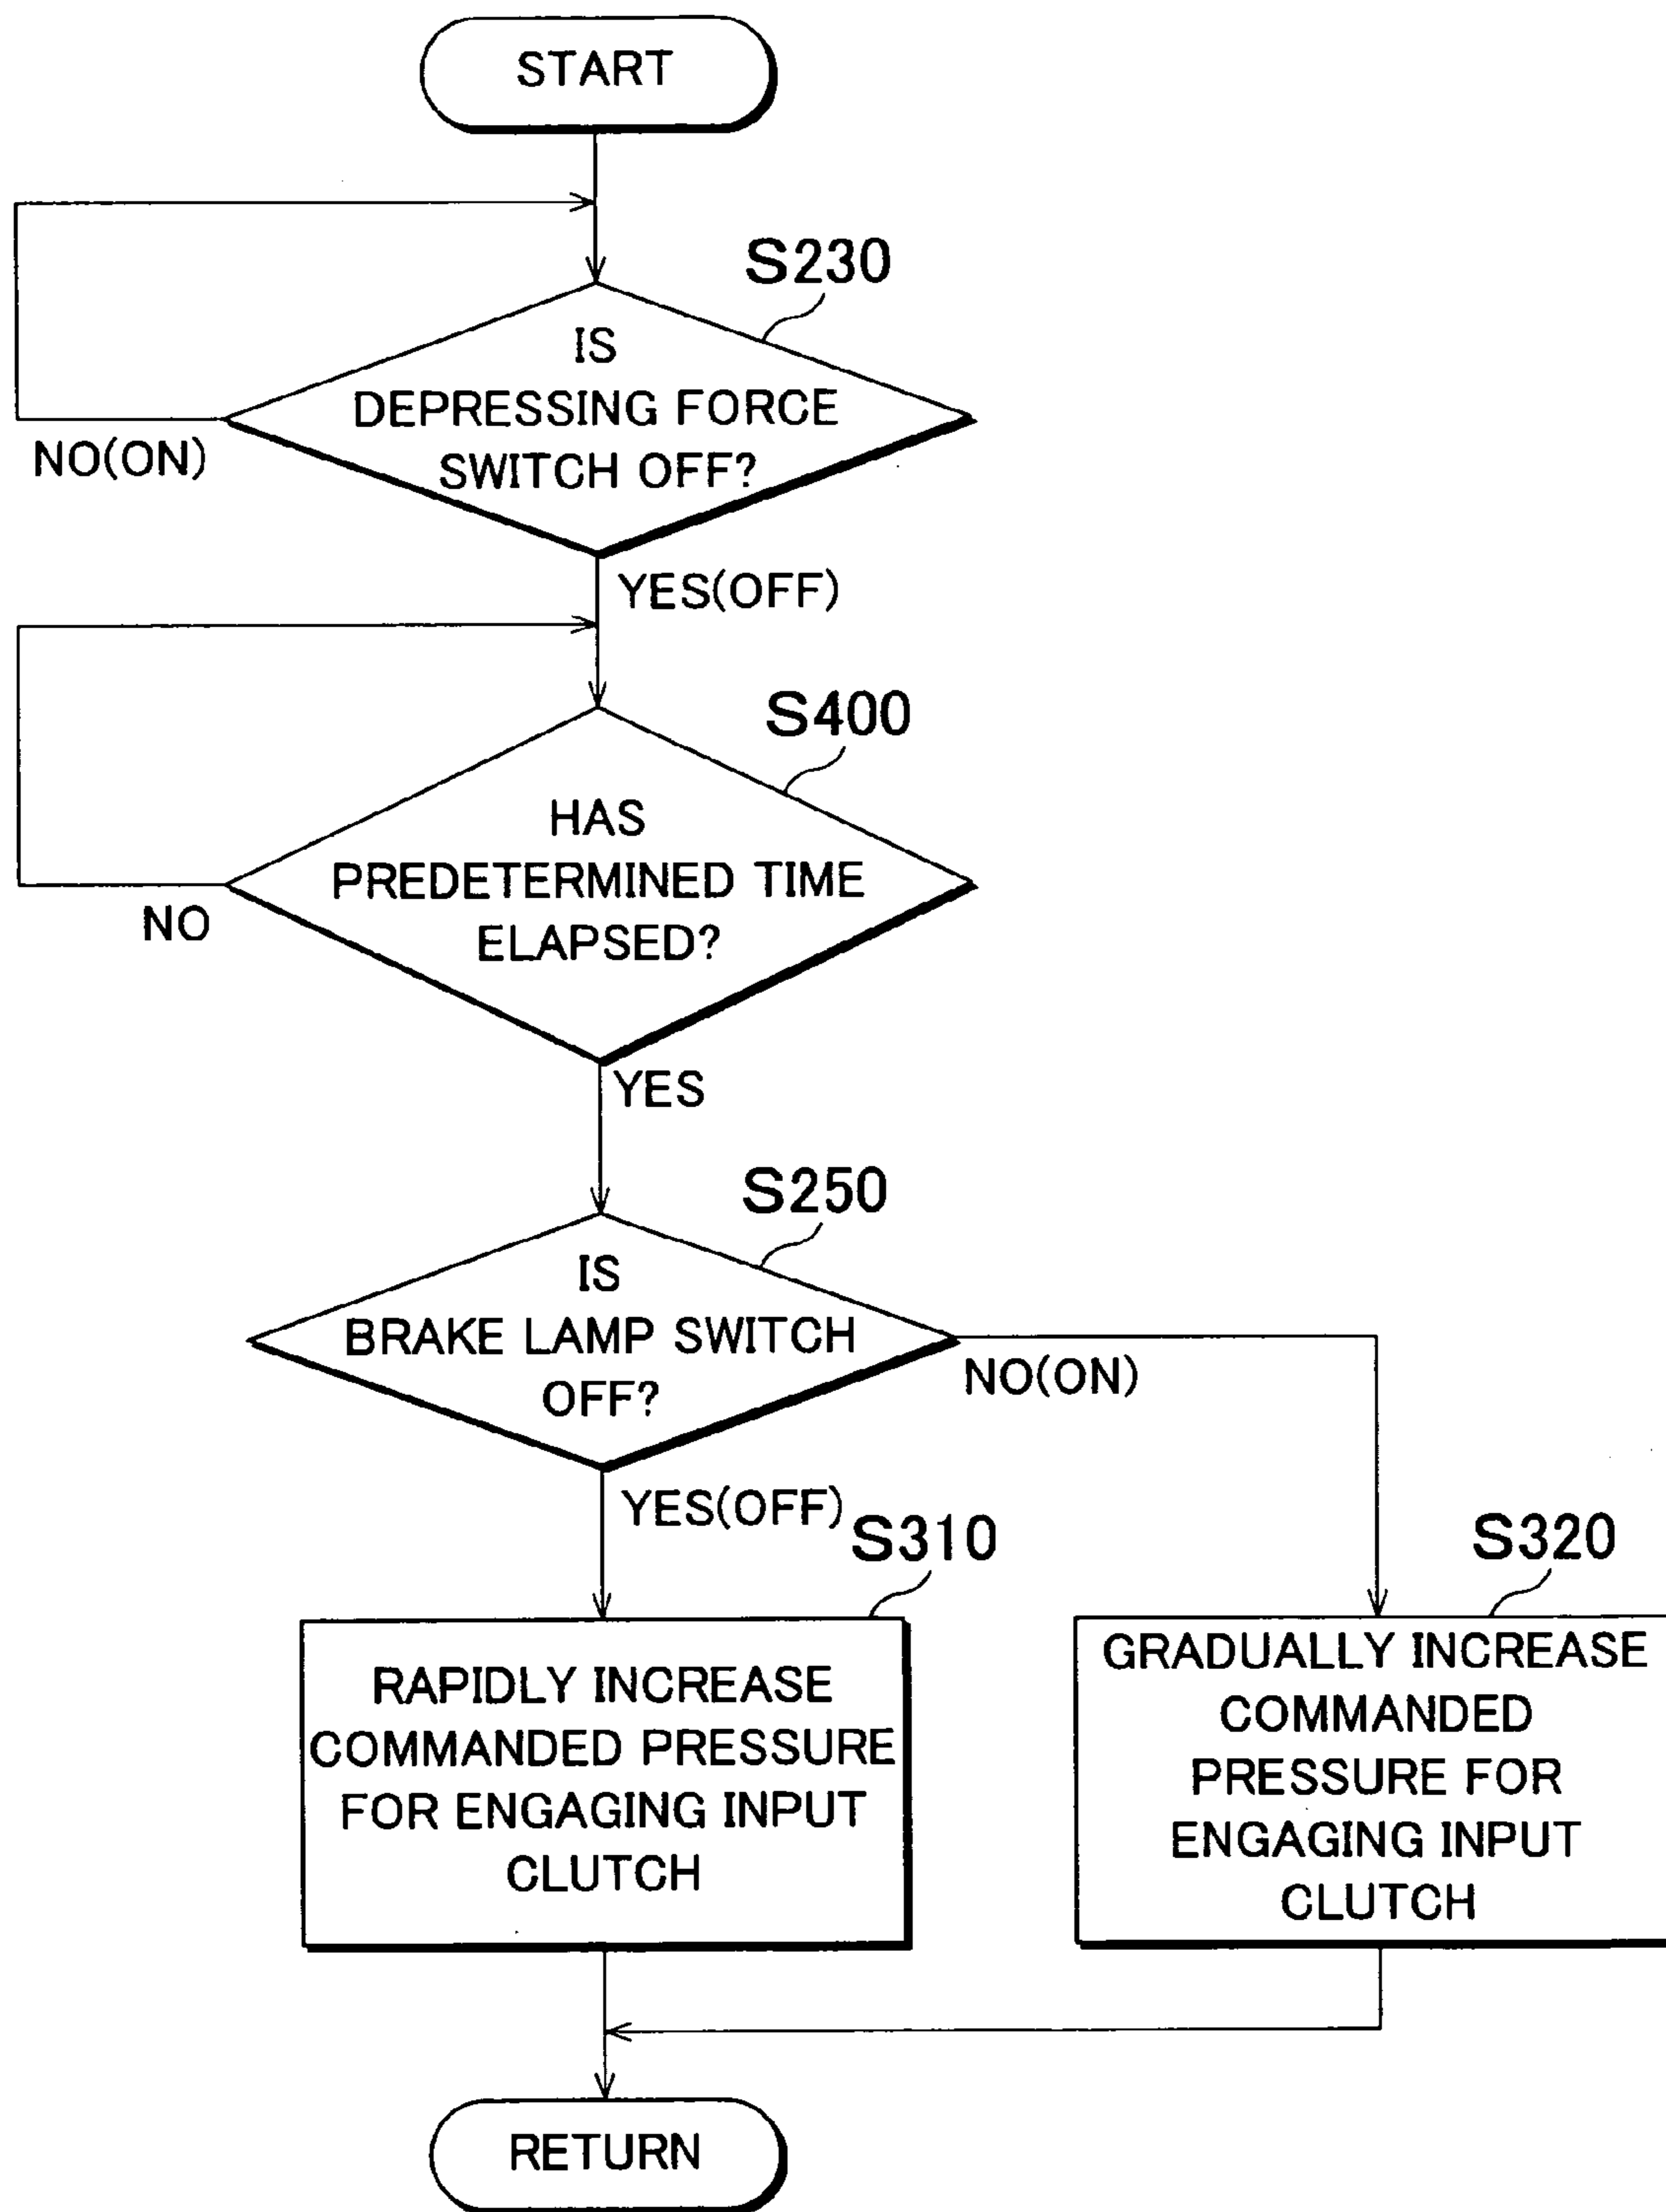 START
S230
IS
DEPRESSING FORCE
SWITCH OFF?
NO(ON)
YES(OFF)
S400
HAS
PREDETERMINED TIME
ELAPSED?
NO
YES
S250
IS
BRAKE LAMP SWITCH
OFF?
NO(ON)
YES(OFF)
S310
RAPIDLY INCREASE
COMMANDED PRESSURE
FOR ENGAGING INPUT
CLUTCH
S320
GRADUALLY INCREASE
COMMANDED
PRESSURE FOR
ENGAGING INPUT
CLUTCH
RETURN